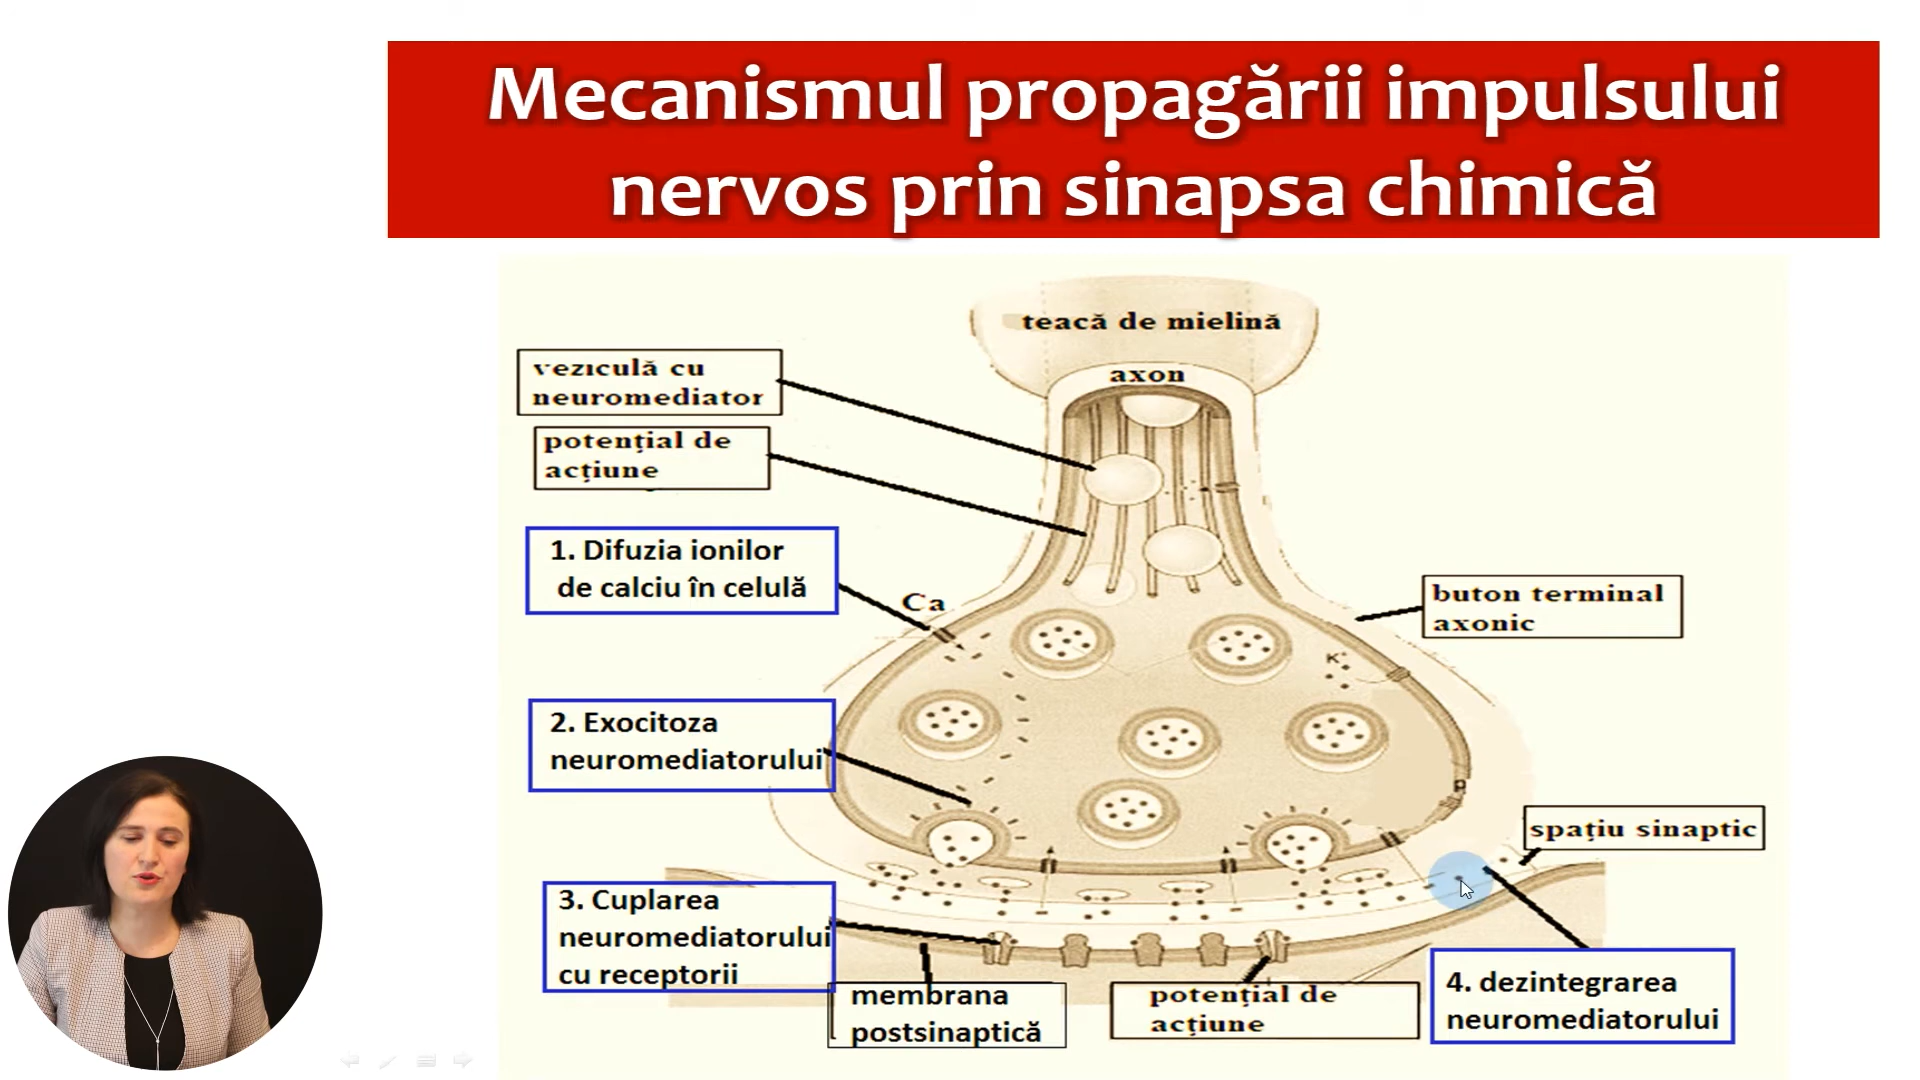 Mecanismul propagării impulsului
nervos prin sinapsa chimică
teacă de mielină
axon
veziculă cu
neuromediator
potențial de
acțiune
1. Difuzia ionilor
de calciu în celulă
Ca
buton terminal
axonic
K+
2. Exocitoza
neuromediatorului
P
spațiu sinaptic
3. Cuplarea
neuromediatorului
cu receptorii
membrana
postsinaptică
potențial de
acțiune
4. dezintegrarea
neuromediatorului